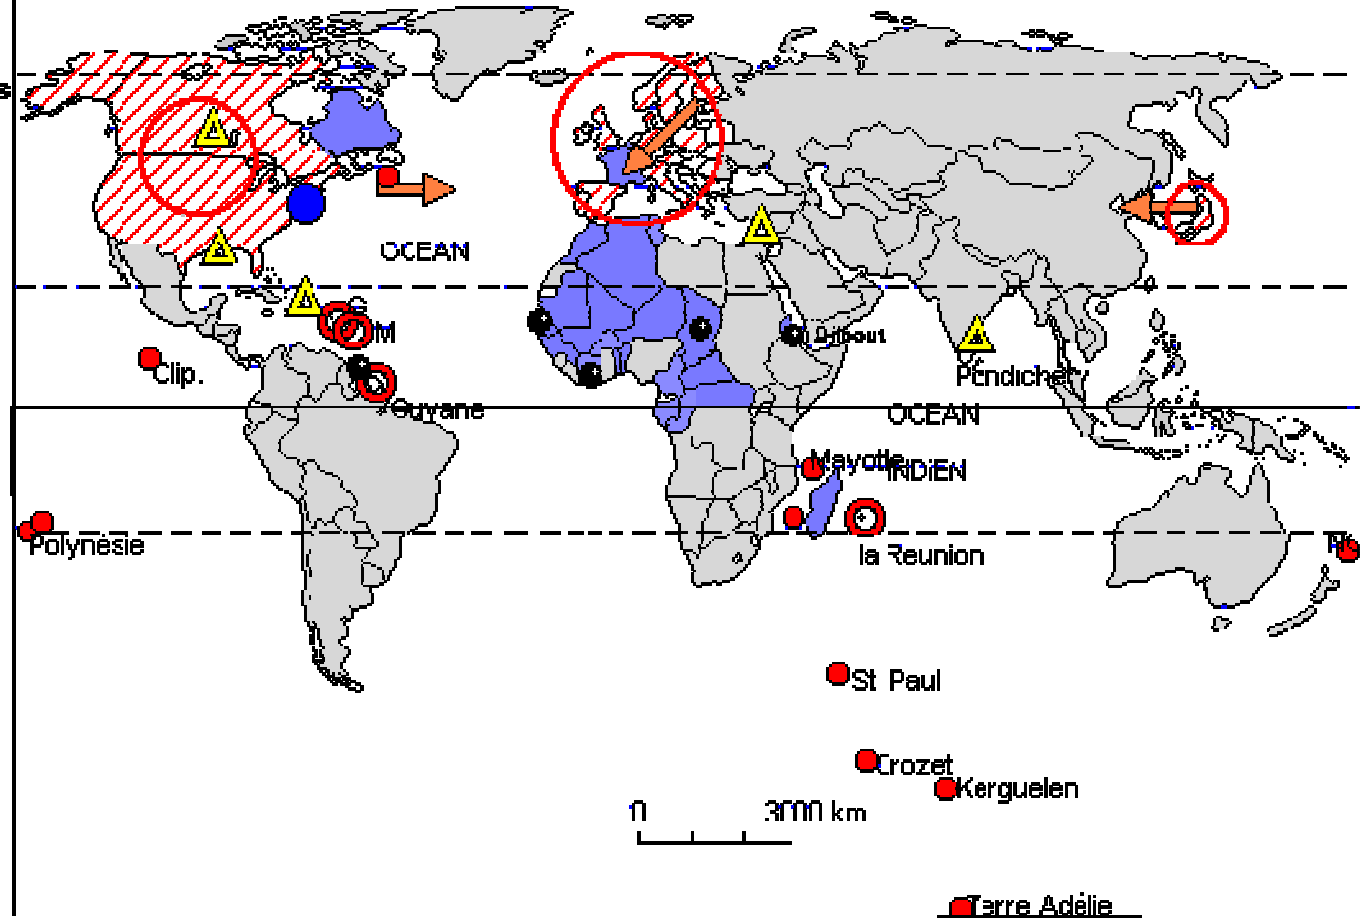 OCEAN
M
Djibout
Clip.
Pondichery
Guyane
OCEAN
Mayotte
INDIEN
Polynésie
la Reunion
St Paul
Crozet
Kerguelen
0 3000 km
Terre Adélie